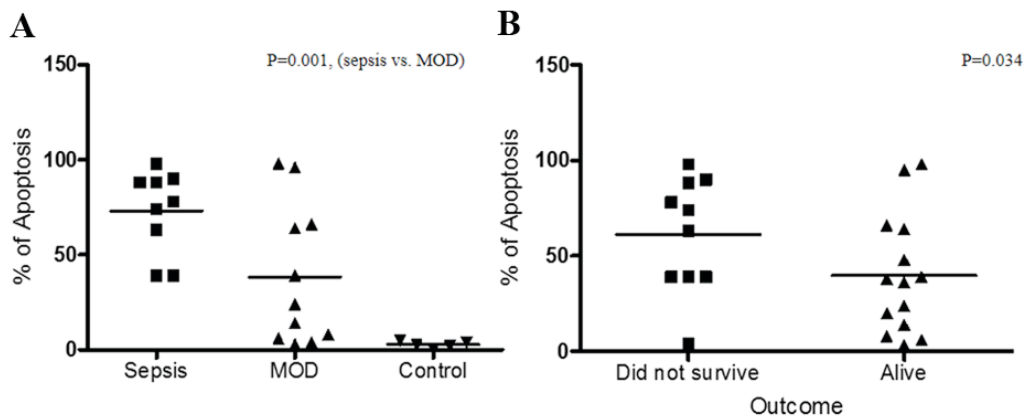 A
P=0.001, (sepsis vs. MOD)
% of Apoptosis
150
100
50
0
Sepsis MOD Control
B
P=0.034
% of Apoptosis
150
100
50
0
Did not survive Alive
Outcome